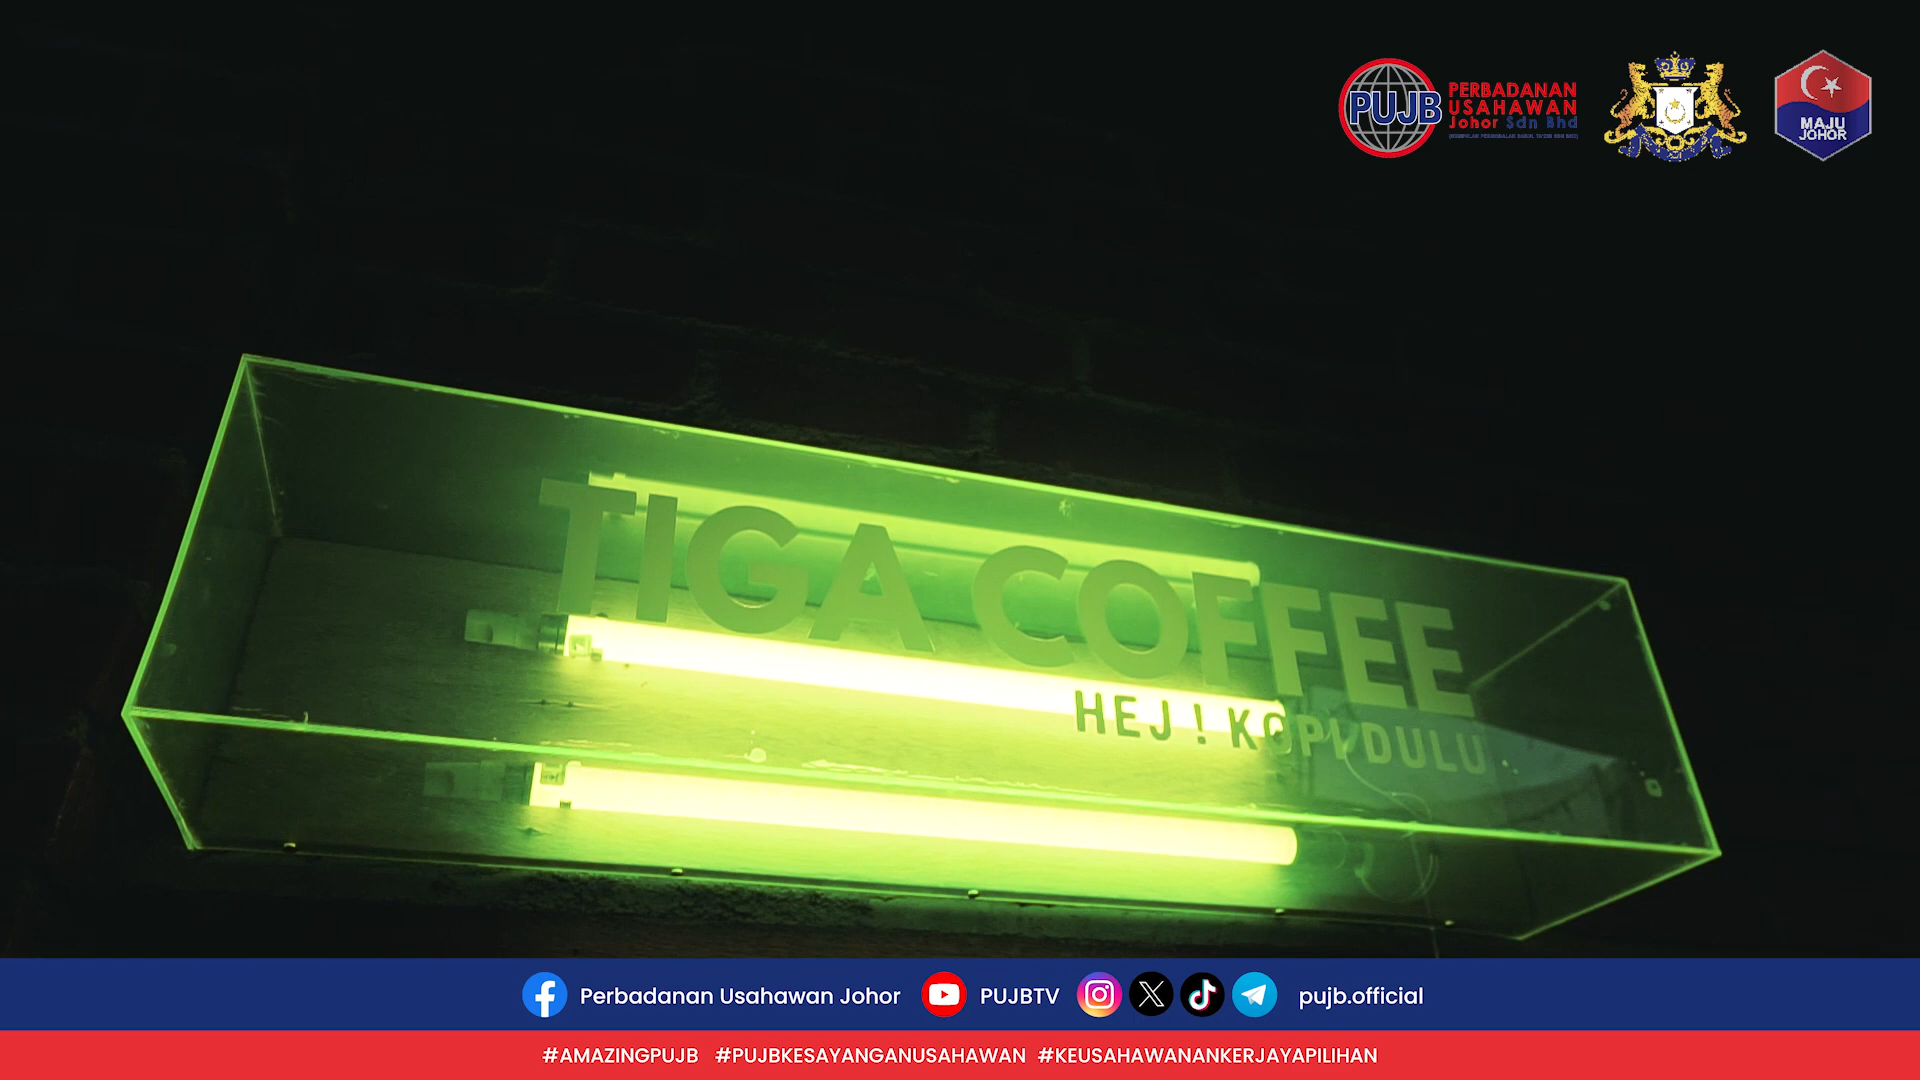 PUJB
PERBADANAN
USAHAWAN
Johor Sdn Bhd
MAJU
JOHOR
TIGA COFFEE
HEJ! KOPI DULU
Perbadanan Usahawan Johor
PUJBTV
pujb.official
#AMAZINGPUJB #PUJBKESAYANGANUSAHAWAN #KEUSAHAWANANKERJAYAPILIHAN